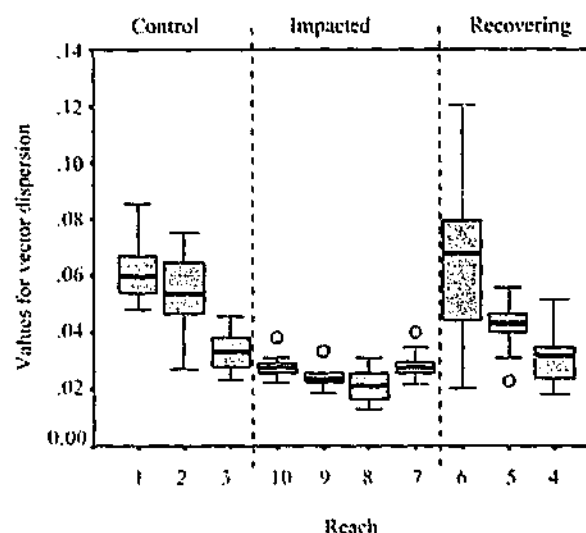 Control Impacted Recovering
.14
.12
.10
.08
.06
.04
.02
0.00
Values for vector dispersion
1 2 3 10 9 8 7 6 5 4
Reach